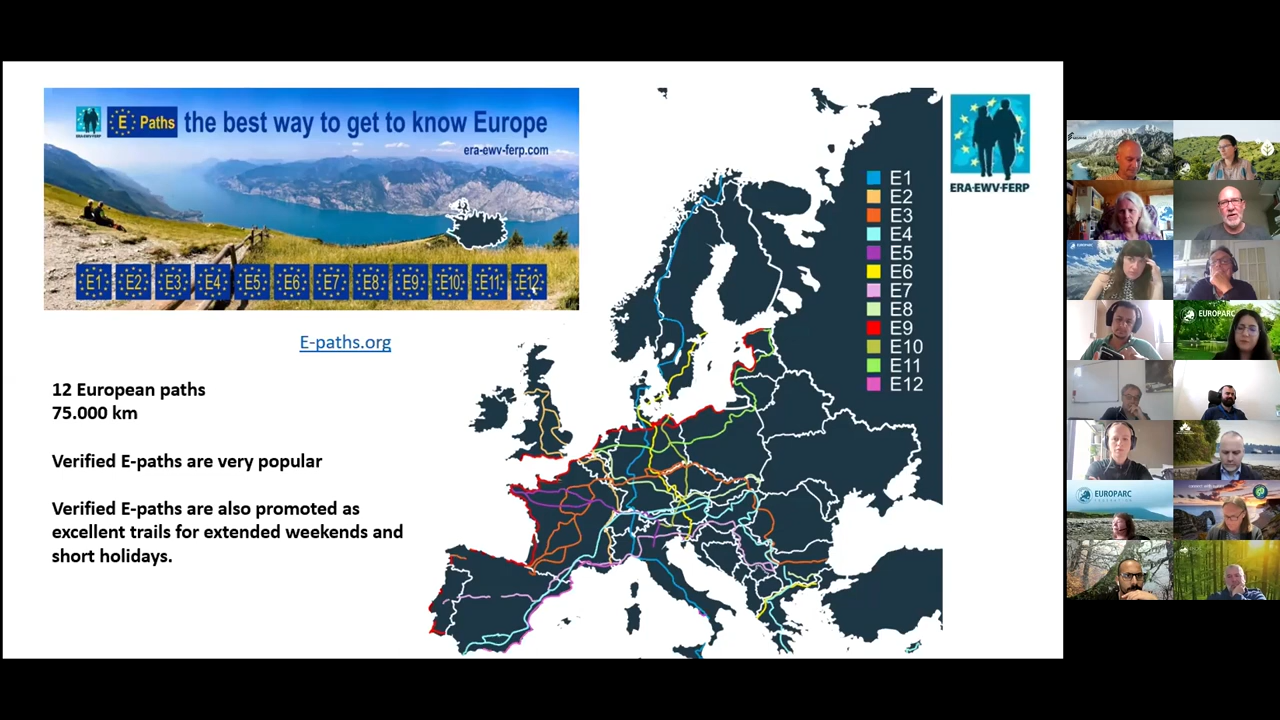 ERA-EWV-FERP
E Paths
the best way to get to know Europe
era-ewv-ferp.com
E1 E2 E3 E4 E5 E6 E7 E8 E9 E10 E11 E12
E-paths.org
12 European paths
75.000 km
Verified E-paths are very popular
Verified E-paths are also promoted as
excellent trails for extended weekends and
short holidays.
E1
E2
E3
E4
E5
E6
E7
E8
E9
E10
E11
E12
ERA-EWV-FERP
EUROPARC
EUROPARC